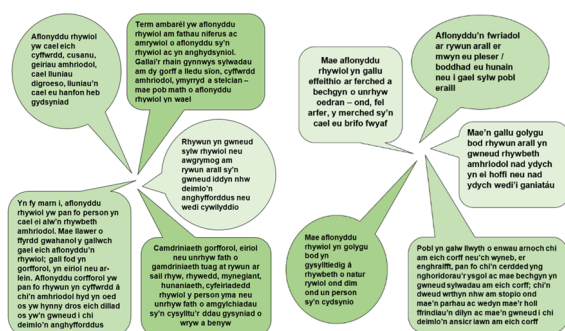 Aflonyddu rhywiol
yw cael eich
cyffwrdd, cusanu,
geiriau amhriodol,
cael lluniau
digroeso, lluniau'n
cael eu hanfon heb
gydsyniad
Term ambarél yw aflonyddu
rhywiol am fathau niferus ac
amrywiol o aflonyddu sy'n
rhywiol ac yn anghydsyniol.
Gallai'r rhain gynnwys sylwadau
am dy gorff a lledu sïon, cyffwrdd
amhriodol, ymyrryd a stelcian –
mae pob math o aflonyddu
rhywiol yn wael
Rhywun yn gwneud
sylw rhywiol neu
awgrymog am
rywun arall sy'n
gwneud iddyn nhw
deimlo'n
anghyfforddus neu
wedi cywilyddio
Yn fy marn i, aflonyddu
rhywiol yw pan fo person yn
cael ei alw'n rhywbeth
amhriodol. Mae llawer o
ffyrdd gwahanol y gallwch
gael eich aflonyddu'n
rhywiol; gall fod yn
gorfforol, yn eiriol neu ar-
lein. Aflonyddu corfforol yw
pan fo rhywun yn cyffwrdd â
chi'n amhriodol hyd yn oed
os yw hynny dros eich dillad
os yw'n gwneud i chi
deimlo'n anghyfforddus
Camdriniaeth gorfforol, eiriol
neu unrhyw fath o
gamdriniaeth tuag at rywun ar
sail rhyw, rhywedd, mynegiant,
hunaniaeth, cyfeiriadedd
rhywiol y person yma neu
unrhyw fath o amgylchiadau
sy'n cysylltu'r ddau gysyniad o
wryw a benyw
Mae aflonyddu
rhywiol yn gallu
effeithio ar ferched a
bechgyn o unrhyw
oedran – ond, fel
arfer, y merched sy'n
cael eu brifo fwyaf
Aflonyddu'n fwriadol
ar rywun arall er
mwyn eu pleser /
boddhad eu hunain
neu i gael sylw pobl
eraill
Mae'n gallu golygu
bod rhywun arall yn
gwneud rhywbeth
amhriodol nad ydych
yn ei hoffi neu nad
ydych wedi'i ganiatáu
Mae aflonyddu
rhywiol yn golygu
bod yn
gysylltiedig â
rhywbeth o natur
rywiol ond dim
ond un person
sy'n cydsynio
Pobl yn galw llwyth o enwau arnoch chi
am eich corff neu'ch wyneb, er
enghraifft, pan fo chi'n cerdded yng
nghoridorau'r ysgol ac mae bechgyn yn
gwneud sylwadau am eich corff; chi'n
dweud wrthyn nhw am stopio ond
mae'n parhau ac wedyn mae'r holl
ffrindiau'n dilyn ac mae'n gwneud i chi
deimlo'n ansicr iawn am eich corff